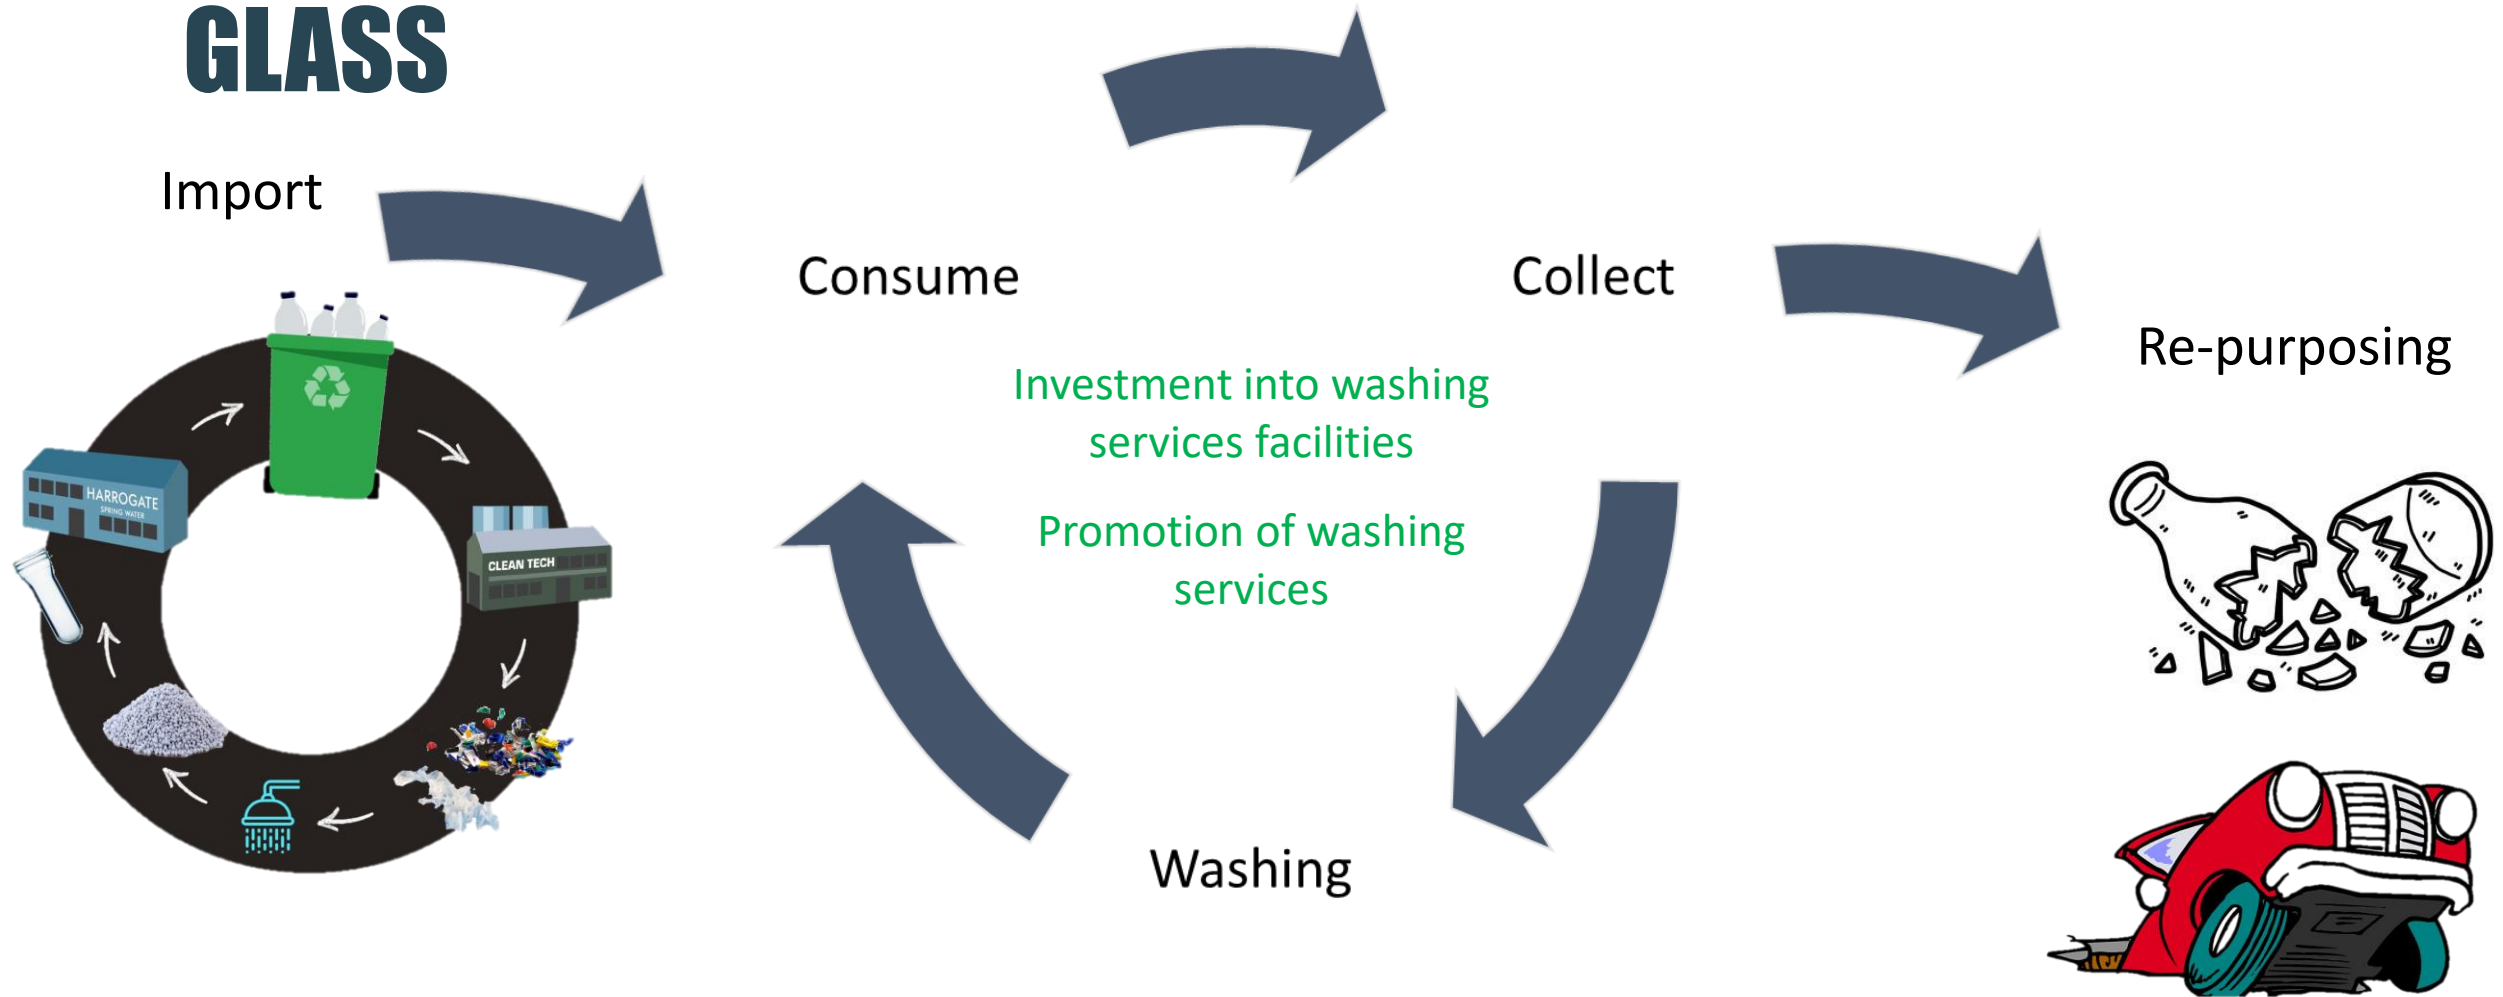 GLASS
Import
Consume
Collect
Re-purposing
Investment into washing
services facilities
Promotion of washing
services
Washing
HARROGATE
SPRING WATER
CLEAN TECH